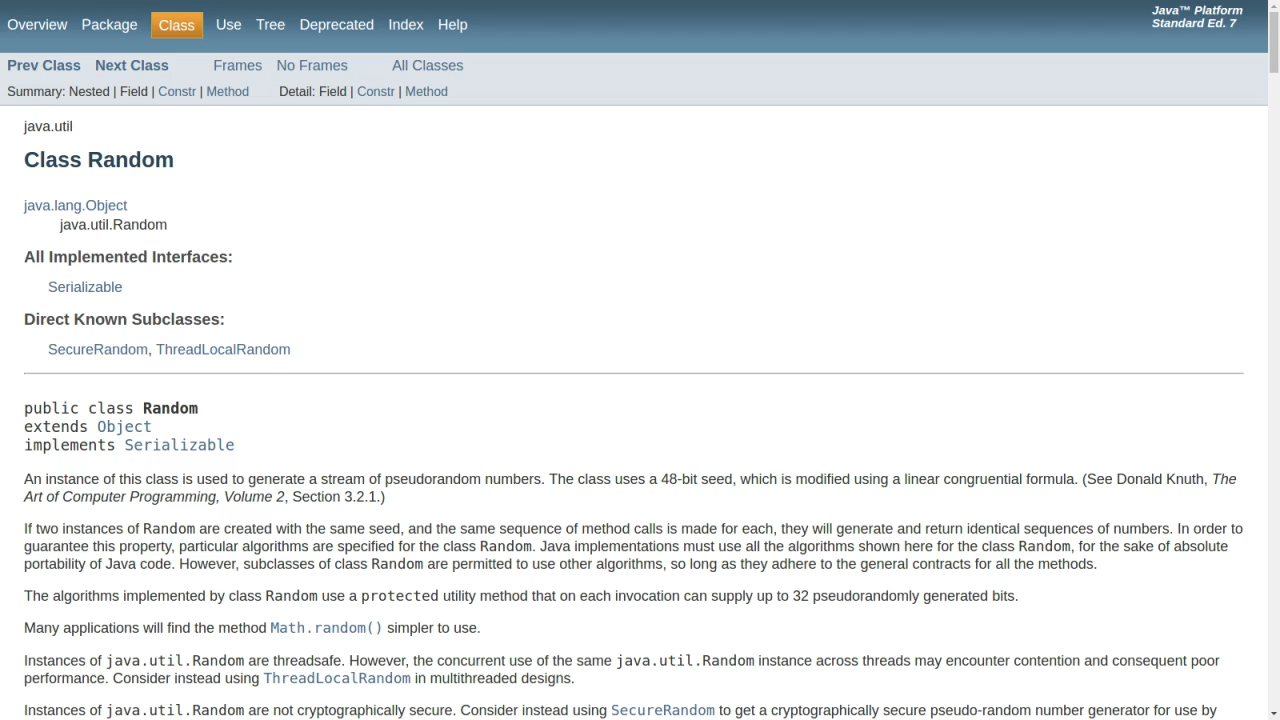 Overview Package Class Use Tree Deprecated Index Help
Java™ Platform
Standard Ed. 7
Prev Class Next Class Frames No Frames All Classes
Summary: Nested | Field | Constr | Method Detail: Field | Constr | Method
java.util
Class Random
java.lang.Object
java.util.Random
All Implemented Interfaces:
Serializable
Direct Known Subclasses:
SecureRandom, ThreadLocalRandom
public class Random
extends Object
implements Serializable
An instance of this class is used to generate a stream of pseudorandom numbers. The class uses a 48-bit seed, which is modified using a linear congruential formula. (See Donald Knuth, The
Art of Computer Programming, Volume 2, Section 3.2.1.)
If two instances of Random are created with the same seed, and the same sequence of method calls is made for each, they will generate and return identical sequences of numbers. In order to
guarantee this property, particular algorithms are specified for the class Random. Java implementations must use all the algorithms shown here for the class Random, for the sake of absolute
portability of Java code. However, subclasses of class Random are permitted to use other algorithms, so long as they adhere to the general contracts for all the methods.
The algorithms implemented by class Random use a protected utility method that on each invocation can supply up to 32 pseudorandomly generated bits.
Many applications will find the method Math.random() simpler to use.
Instances of java.util.Random are threadsafe. However, the concurrent use of the same java.util.Random instance across threads may encounter contention and consequent poor
performance. Consider instead using ThreadLocalRandom in multithreaded designs.
Instances of java.util.Random are not cryptographically secure. Consider instead using SecureRandom to get a cryptographically secure pseudo-random number generator for use by